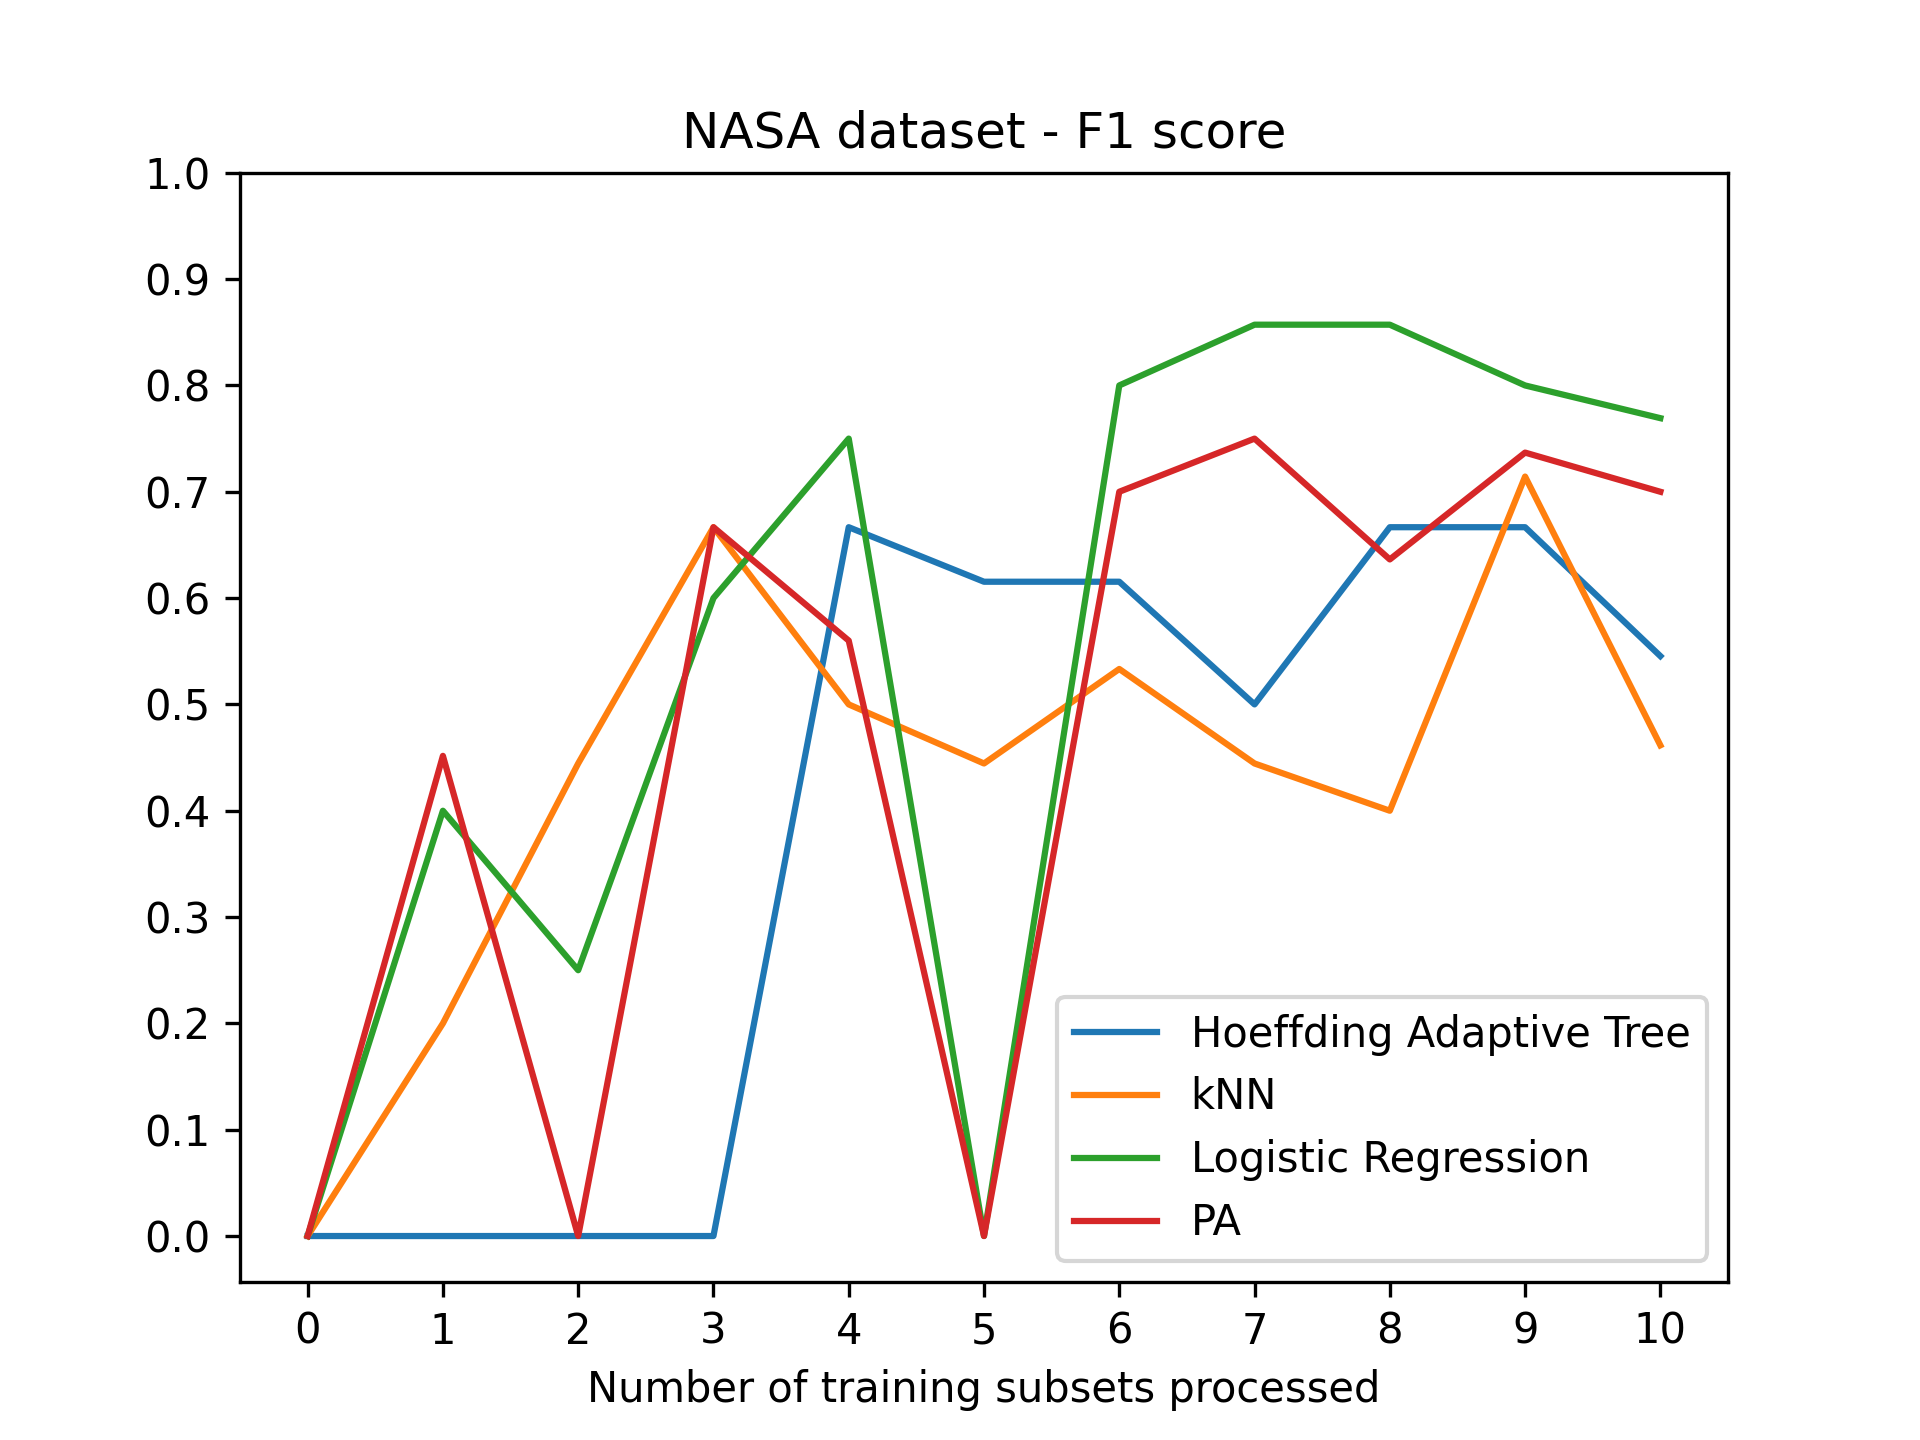 NASA dataset - F1 score
1.0
0.9
0.8
0.7
0.6
0.5
0.4
0.3
0.2
0.1
0.0
Hoeffding Adaptive Tree
kNN
Logistic Regression
PA
0 1 2 3 4 5 6 7 8 9 10
Number of training subsets processed